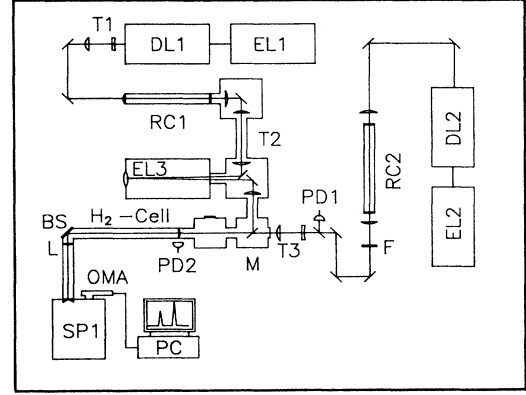 T1
DL1
EL1
RC1
T2
EL3
BS
H₂-Cell
L
PD2
M
T3
PD1
F
RC2
DL2
EL2
OMA
SP1
PC